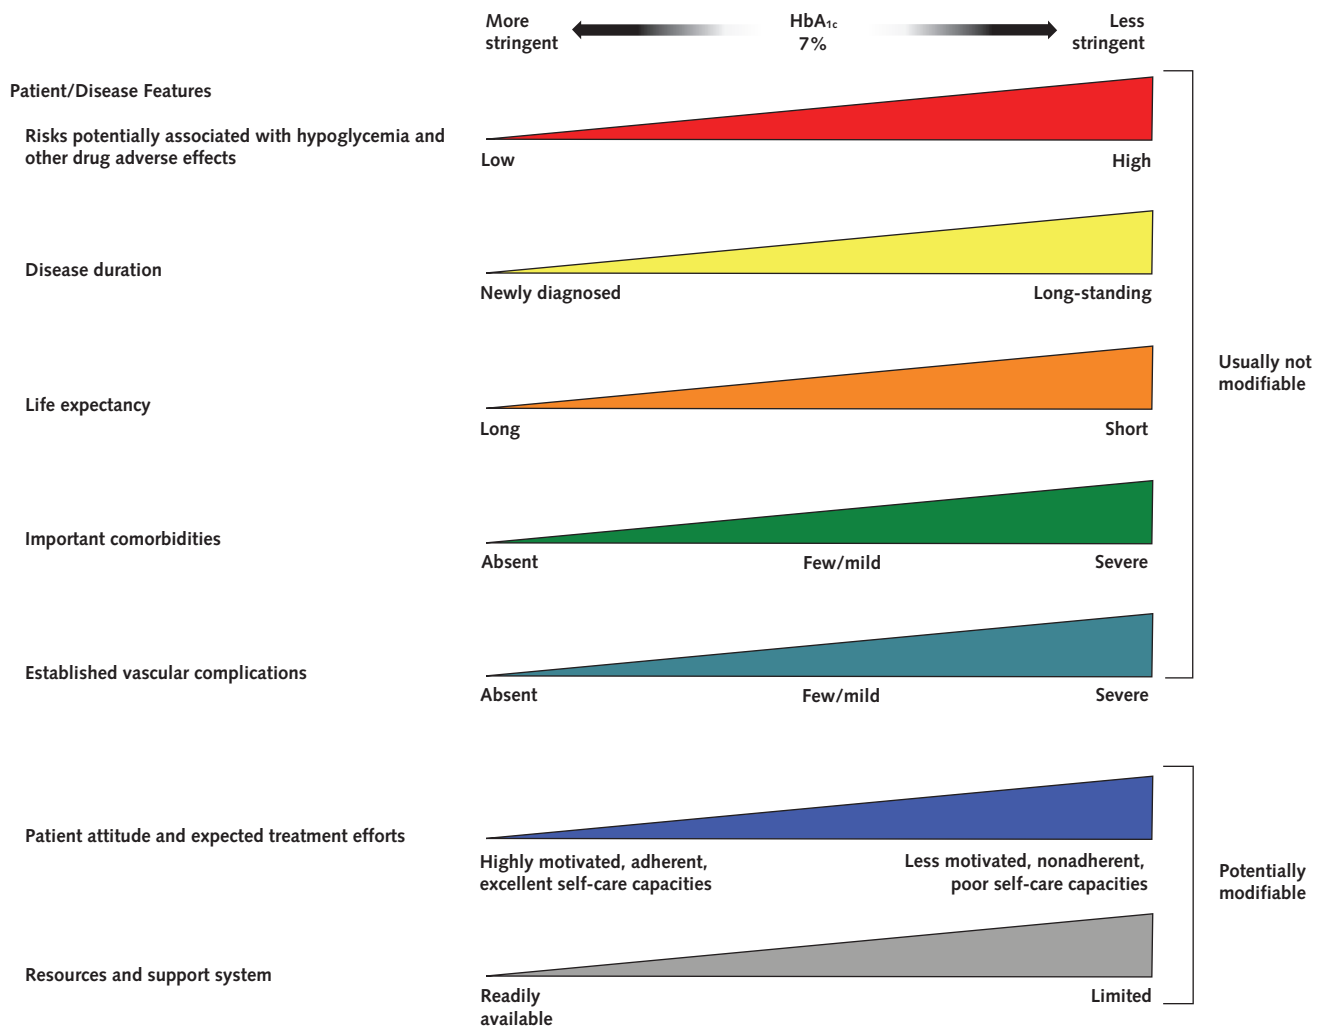 More
stringent
HbA1c
7%
Less
stringent
Patient/Disease Features
Risks potentially associated with hypoglycemia and
other drug adverse effects
Low
High
Disease duration
Newly diagnosed
Long-standing
Usually not
modifiable
Life expectancy
Long
Short
Important comorbidities
Absent
Few/mild
Severe
Established vascular complications
Absent
Few/mild
Severe
Patient attitude and expected treatment efforts
Highly motivated, adherent,
excellent self-care capacities
Less motivated, nonadherent,
poor self-care capacities
Potentially
modifiable
Resources and support system
Readily
available
Limited